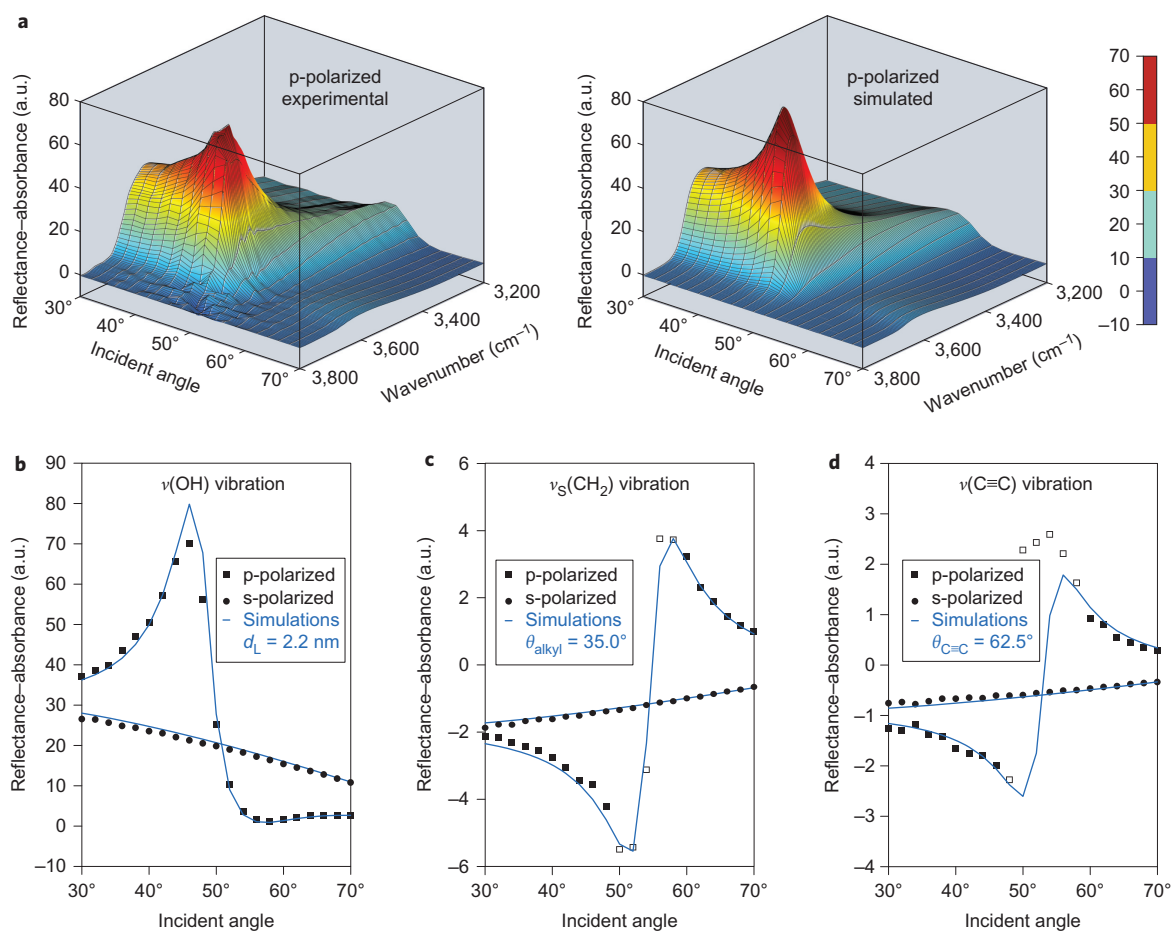 a
p-polarized
experimental
Reflectance–absorbance (a.u.)
80
60
40
20
0
30°
40°
50°
60°
70°
Incident angle
3,800
3,600
3,400
3,200
Wavenumber (cm⁻¹)
p-polarized
simulated
Reflectance–absorbance (a.u.)
80
60
40
20
0
30°
40°
50°
60°
70°
Incident angle
3,800
3,600
3,400
3,200
Wavenumber (cm⁻¹)
70
60
50
40
30
20
10
0
–10
b
ν(OH) vibration
Reflectance–absorbance (a.u.)
90
80
70
60
50
40
30
20
10
0
–10
p-polarized
s-polarized
Simulations
d_L = 2.2 nm
30°
40°
50°
60°
70°
Incident angle
c
ν_S(CH₂) vibration
Reflectance–absorbance (a.u.)
6
4
2
0
–2
–4
–6
p-polarized
s-polarized
Simulations
θ_alkyl = 35.0°
30°
40°
50°
60°
70°
Incident angle
d
ν(C≡C) vibration
Reflectance–absorbance (a.u.)
4
3
2
1
0
–1
–2
–3
–4
p-polarized
s-polarized
Simulations
θ_C≡C = 62.5°
30°
40°
50°
60°
70°
Incident angle